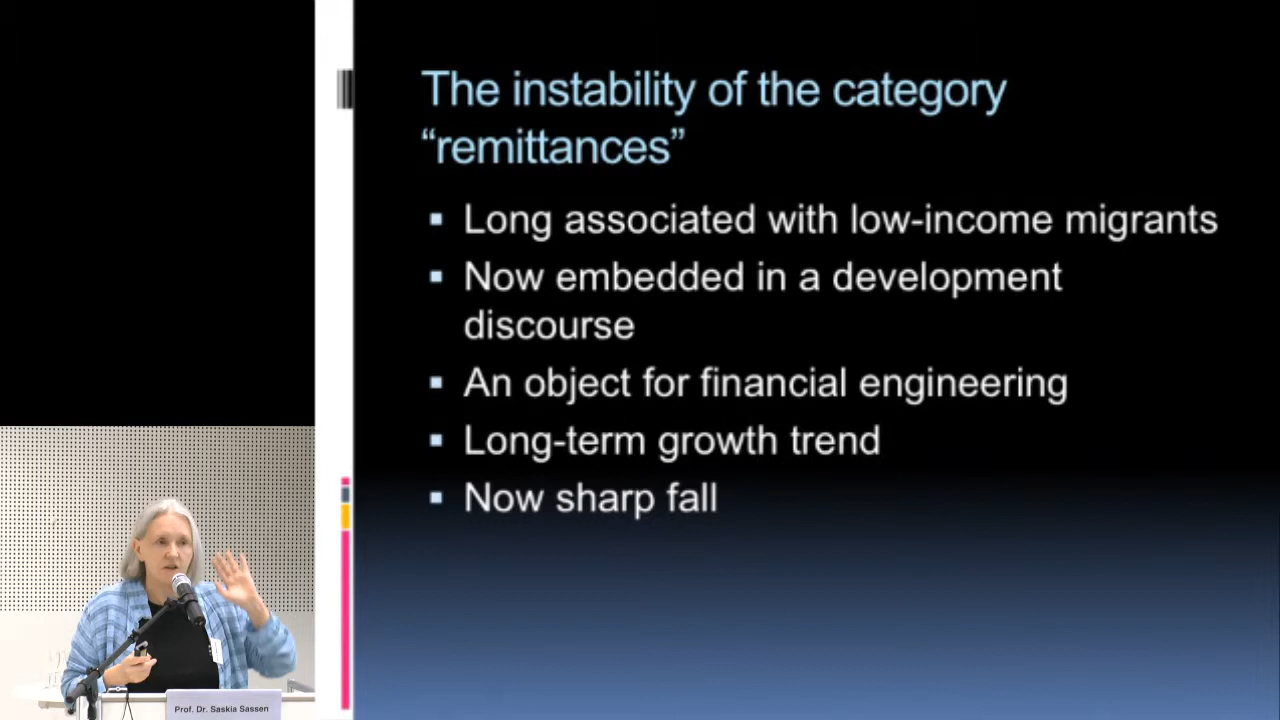 The instability of the category
“remittances”
Long associated with low-income migrants
Now embedded in a development
discourse
An object for financial engineering
Long-term growth trend
Now sharp fall
Prof. Dr. Saskia Sassen